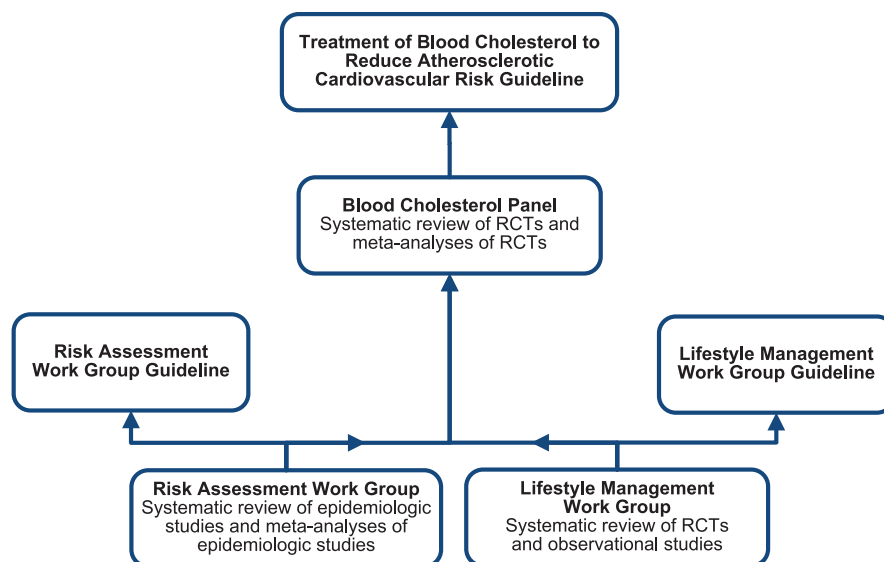 Treatment of Blood Cholesterol to
Reduce Atherosclerotic
Cardiovascular Risk Guideline
Blood Cholesterol Panel
Systematic review of RCTs and
meta-analyses of RCTs
Risk Assessment
Work Group Guideline
Lifestyle Management
Work Group Guideline
Risk Assessment Work Group
Systematic review of epidemiologic
studies and meta-analyses of
epidemiologic studies
Lifestyle Management
Work Group
Systematic review of RCTs
and observational studies